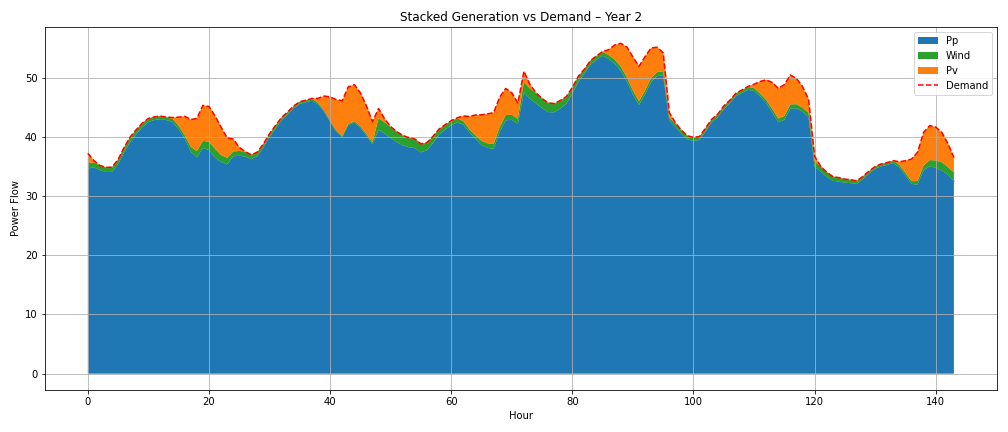 Stacked Generation vs Demand – Year 2
Pp
Wind
Pv
Demand
Power Flow
50
40
30
20
10
0
0 20 40 60 80 100 120 140
Hour